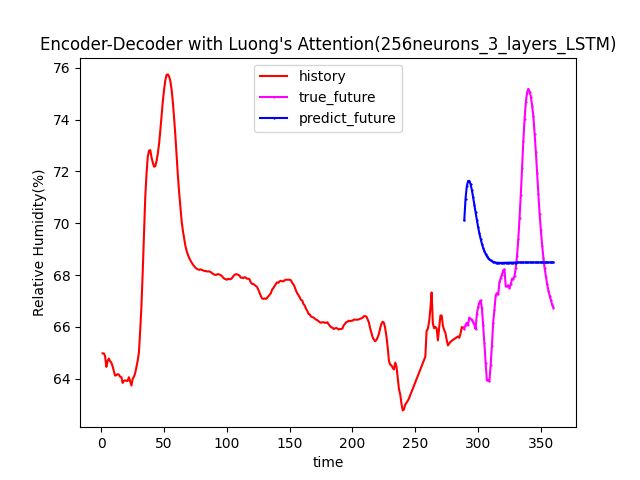 Encoder-Decoder with Luong's Attention(256neurons_3_layers_LSTM)
history
true_future
predict_future
Relative Humidity(%)
76
74
72
70
68
66
64
0 50 100 150 200 250 300 350
time